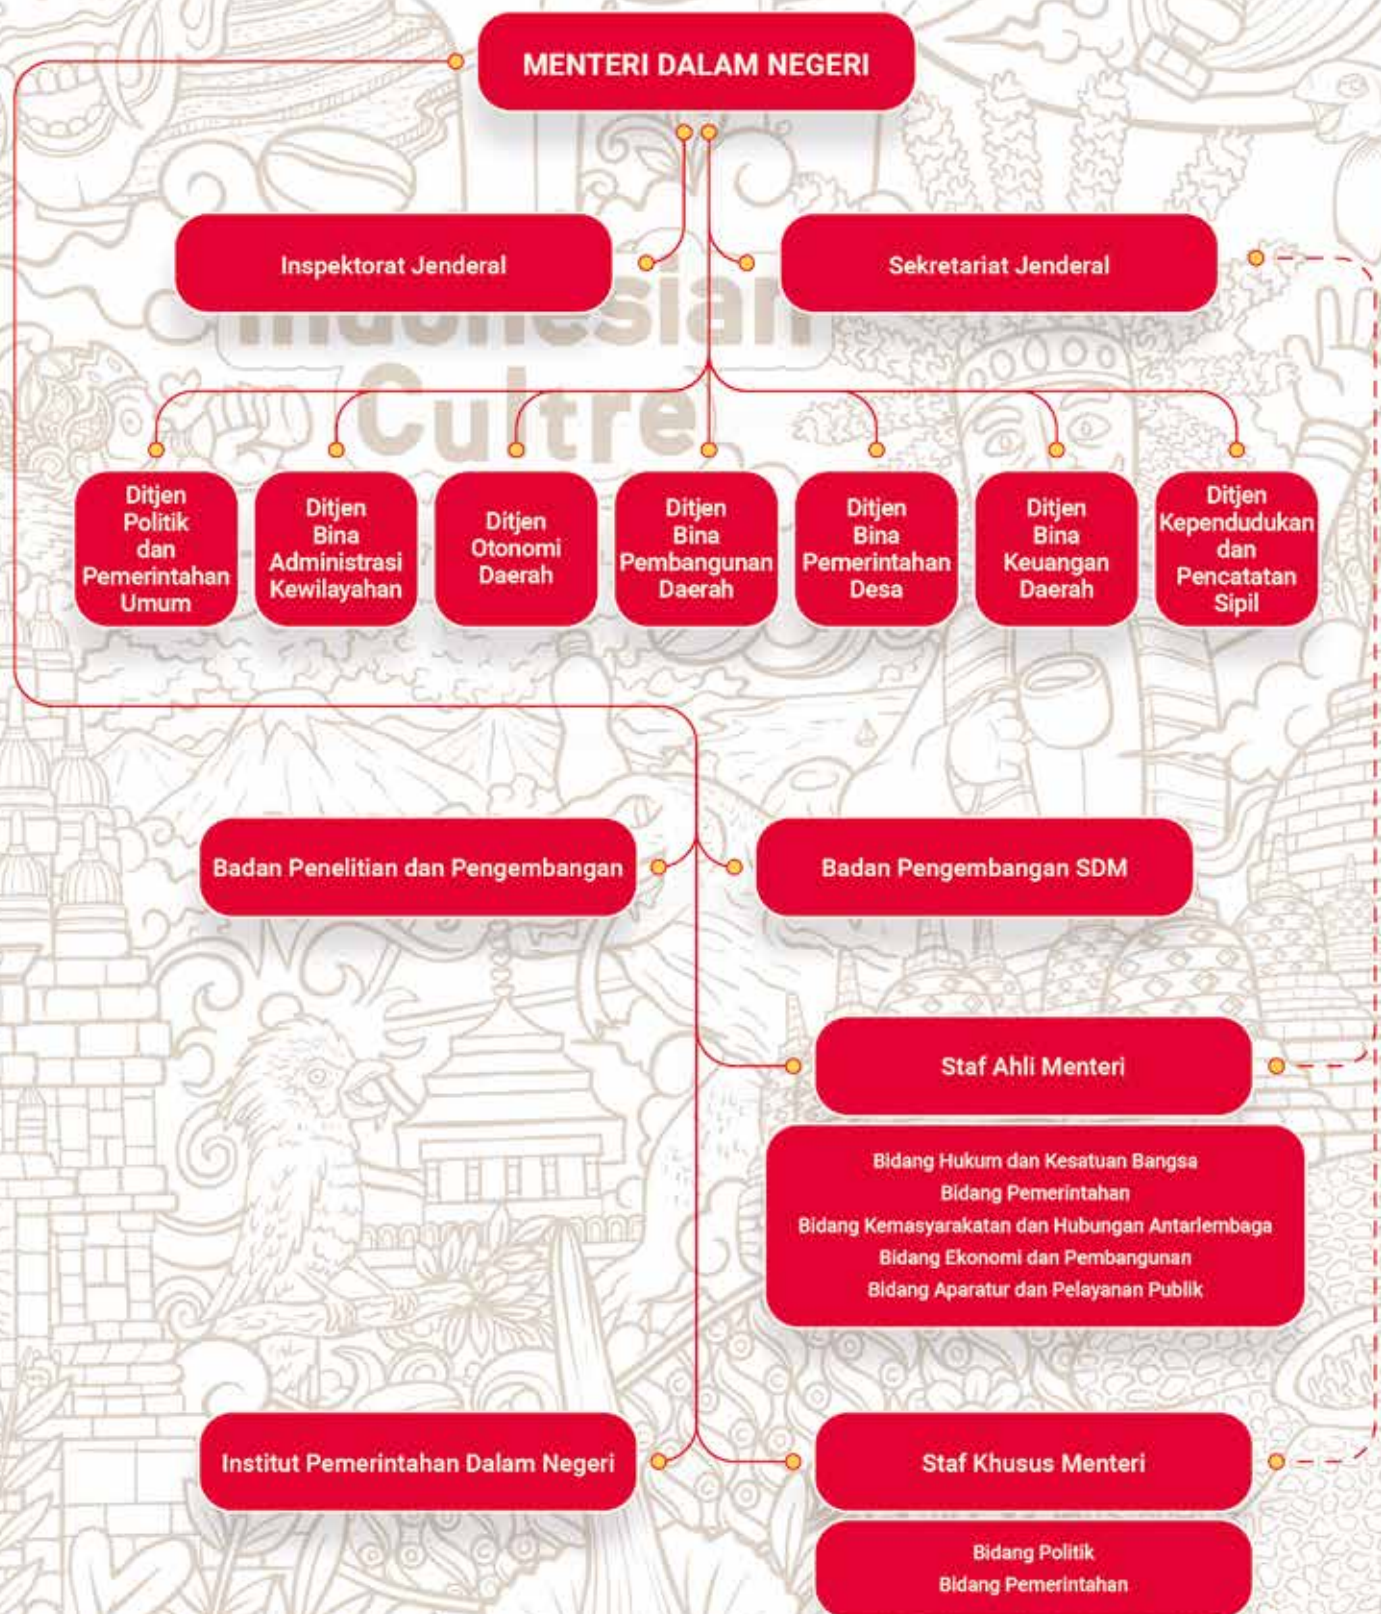 MENTERI DALAM NEGERI
Inspektorat Jenderal
Sekretariat Jenderal
Indonesian
Cultre
Ditjen
Politik
dan
Pemerintahan
Umum
Ditjen
Bina
Administrasi
Kewilayahan
Ditjen
Otonomi
Daerah
Ditjen
Bina
Pembangunan
Daerah
Ditjen
Bina
Pemerintahan
Desa
Ditjen
Bina
Keuangan
Daerah
Ditjen
Kependudukan
dan
Pencatatan
Sipil
Badan Penelitian dan Pengembangan
Badan Pengembangan SDM
Staf Ahli Menteri
Bidang Hukum dan Kesatuan Bangsa
Bidang Pemerintahan
Bidang Kemasyarakatan dan Hubungan Antarlembaga
Bidang Ekonomi dan Pembangunan
Bidang Aparatur dan Pelayanan Publik
Institut Pemerintahan Dalam Negeri
Staf Khusus Menteri
Bidang Politik
Bidang Pemerintahan